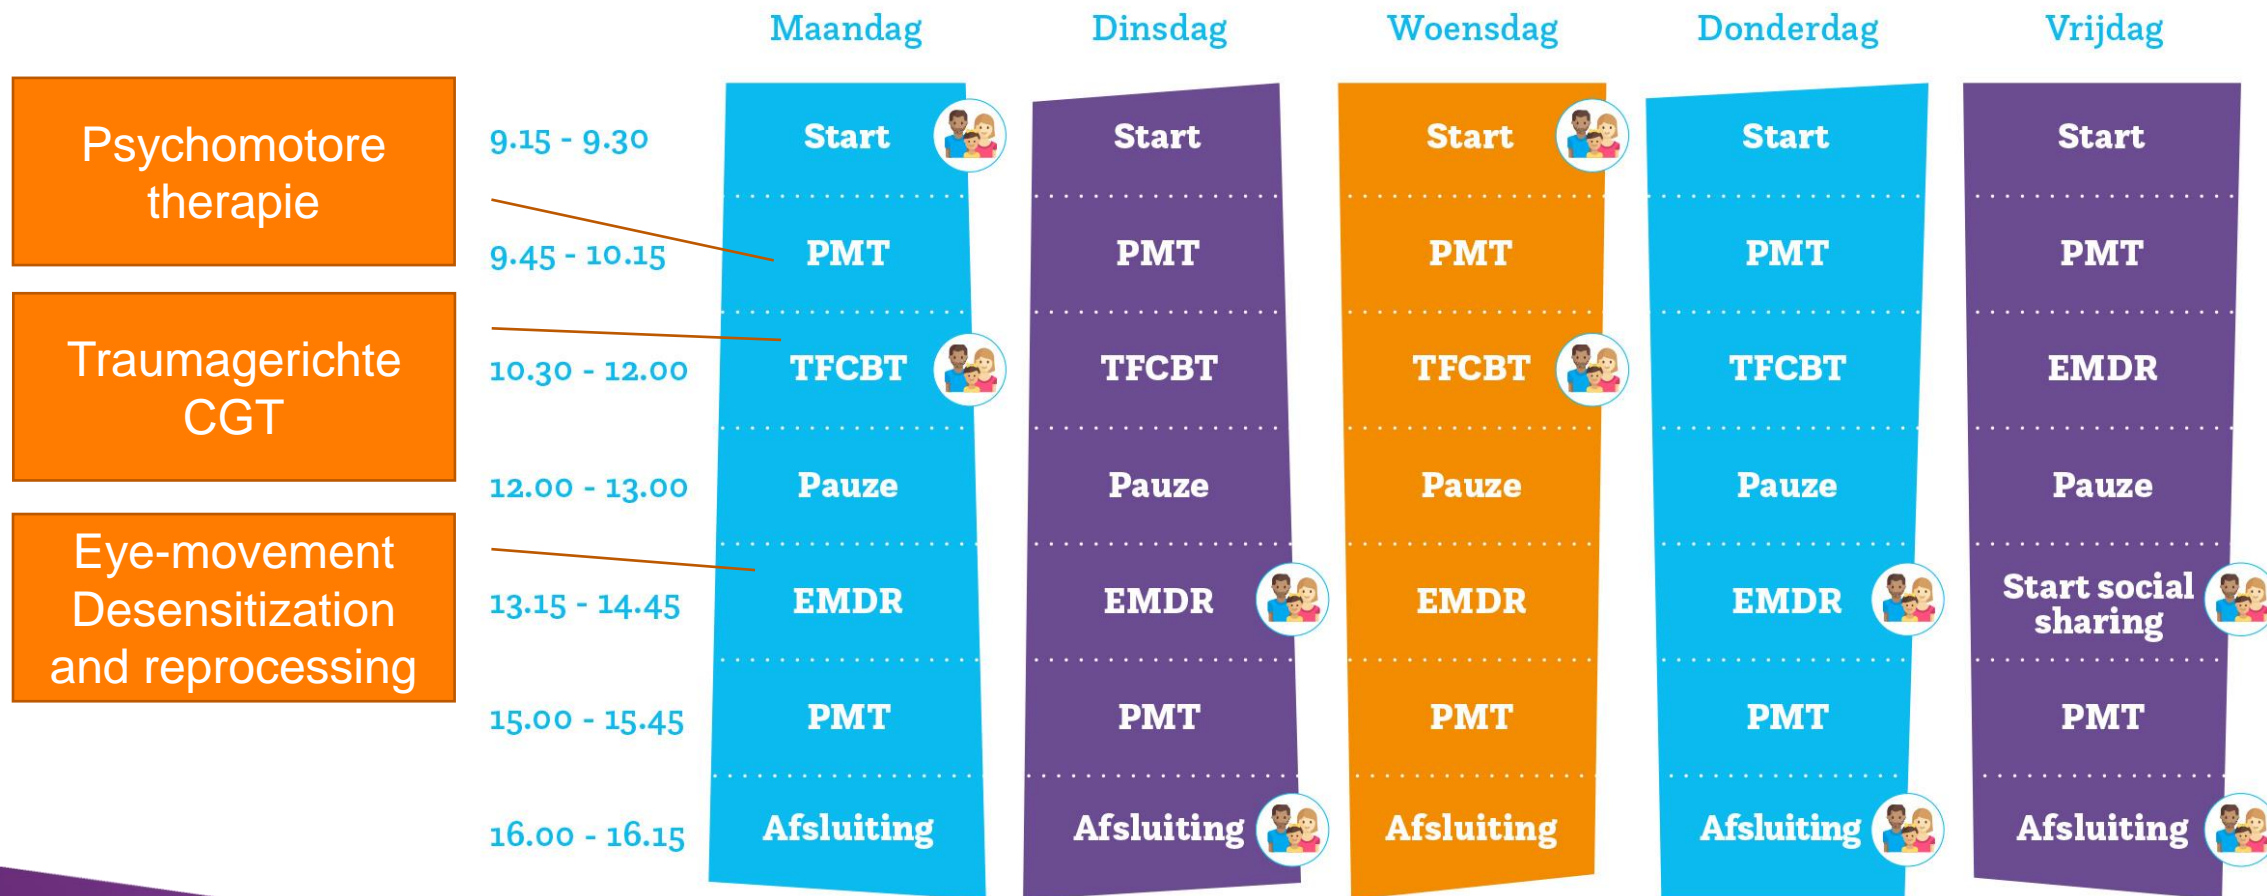 Maandag Dinsdag Woensdag Donderdag Vrijdag
Psychomotore
therapie
Traumagerichte
CGT
Eye-movement
Desensitization
and reprocessing
9.15 - 9.30 Start Start Start Start Start
9.45 - 10.15 PMT PMT PMT PMT PMT
10.30 - 12.00 TFCBT TFCBT TFCBT TFCBT EMDR
12.00 - 13.00 Pauze Pauze Pauze Pauze Pauze
13.15 - 14.45 EMDR EMDR EMDR EMDR Start social
sharing
15.00 - 15.45 PMT PMT PMT PMT PMT
16.00 - 16.15 Afsluiting Afsluiting Afsluiting Afsluiting Afsluiting